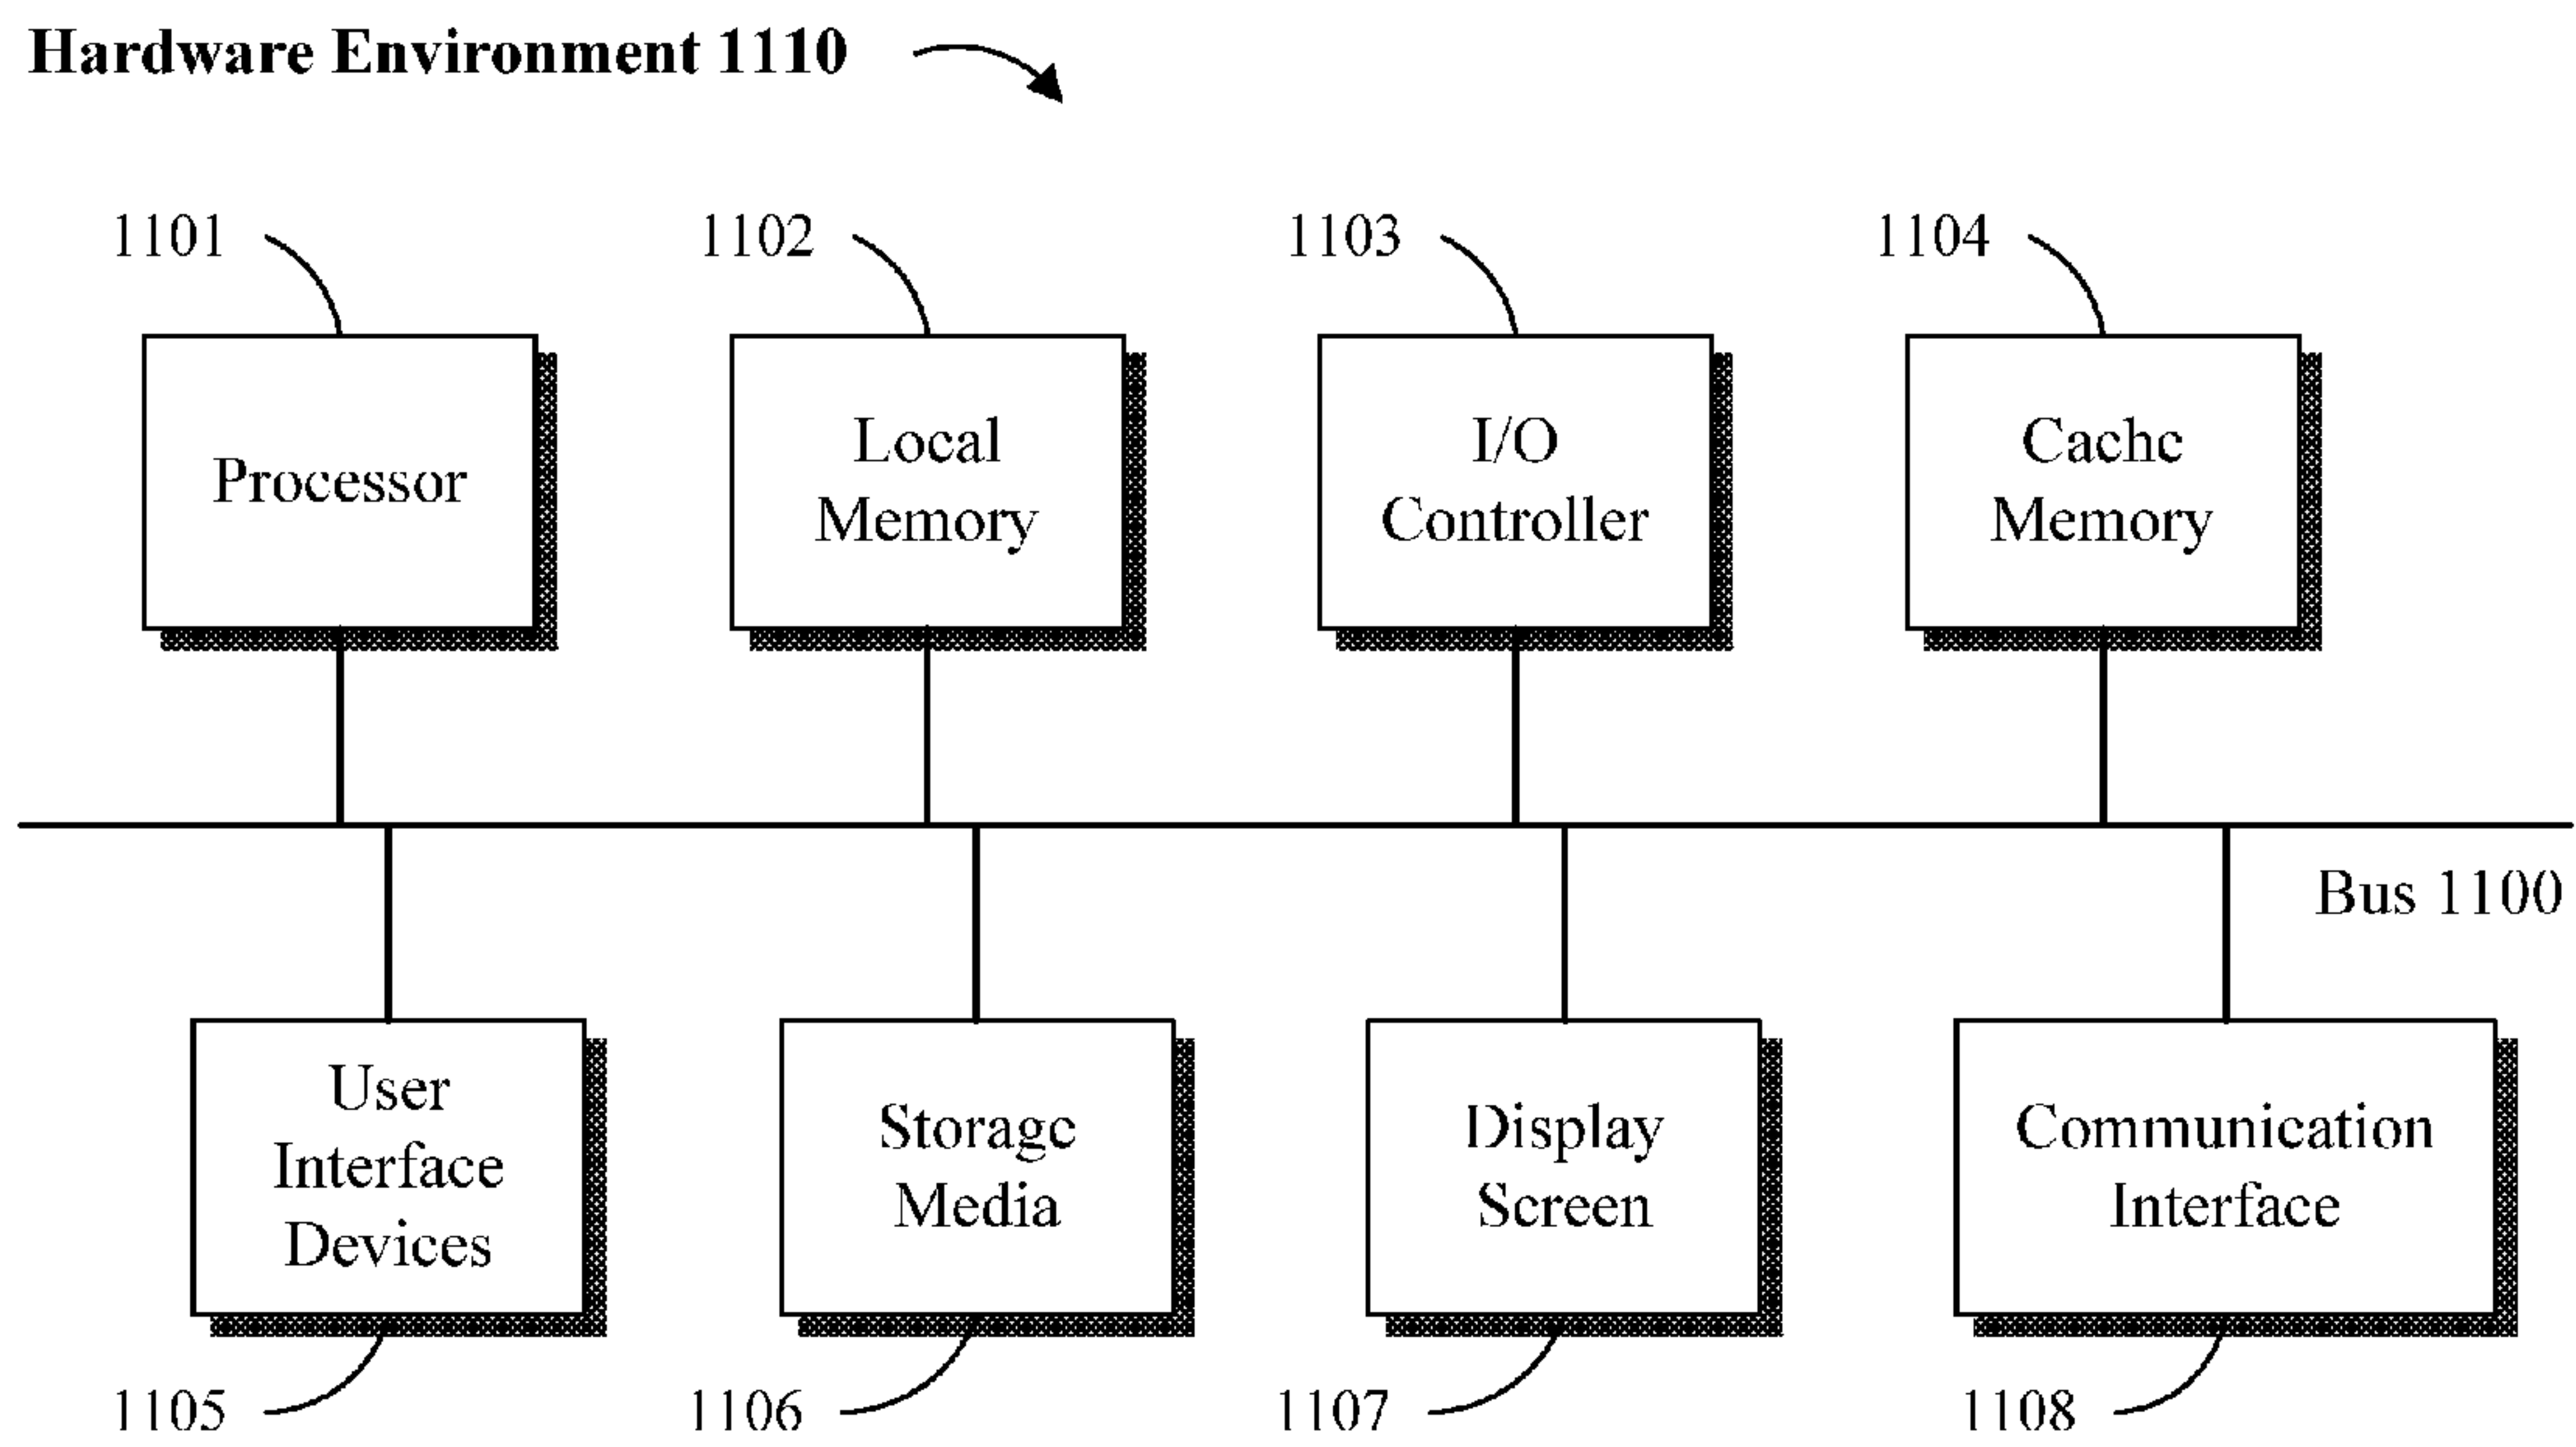 Hardware Environment 1110
1101
1102
1103
1104
Processor
Local
Memory
I/O
Controller
Cache
Memory
Bus 1100
User
Interface
Devices
Storage
Media
Display
Screen
Communication
Interface
1105
1106
1107
1108